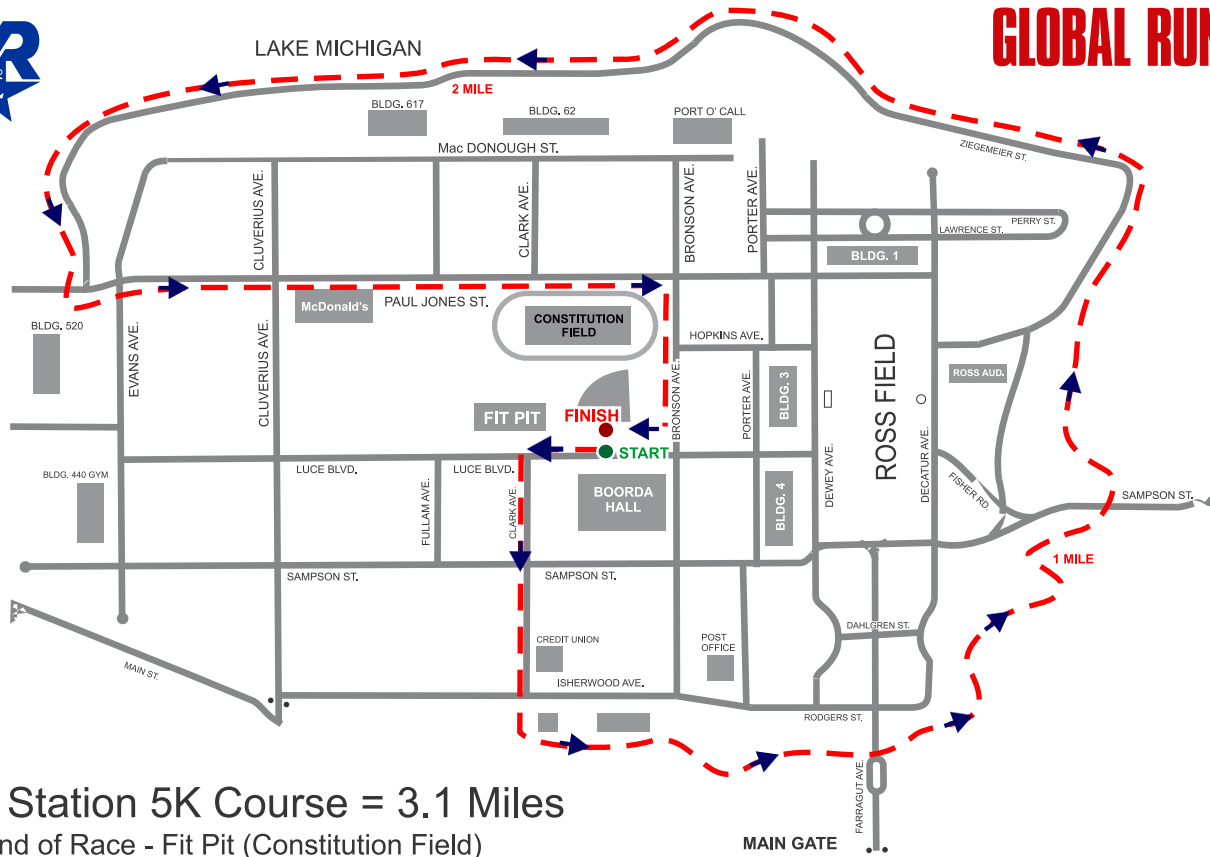 R
GLOBAL RUN
LAKE MICHIGAN
2 MILE
BLDG. 617
BLDG. 62
PORT O' CALL
Mac DONOUGH ST.
ZIEGEMEIER ST.
CLUVERIUS AVE.
CLARK AVE.
BRONSON AVE.
PORTER AVE.
PERRY ST.
LAWRENCE ST.
BLDG. 1
McDonald's
PAUL JONES ST.
CONSTITUTION
FIELD
BLDG. 520
EVANS AVE.
CLUVERIUS AVE.
HOPKINS AVE.
BRONSON AVE.
PORTER AVE.
BLDG. 3
ROSS FIELD
ROSS AUD.
FIT PIT
FINISH
START
LUCE BLVD.
LUCE BLVD.
BLDG. 440 GYM
FULLAM AVE.
CLARK AVE.
BOORDA
HALL
BLDG. 4
DEWEY AVE.
DECATUR AVE.
FISHER RD.
SAMPSON ST.
1 MILE
SAMPSON ST.
SAMPSON ST.
CREDIT UNION
POST
OFFICE
DAHLGREN ST.
MAIN ST.
ISHERWOOD AVE.
RODGERS ST.
FARRAGUT AVE.
Station 5K Course = 3.1 Miles
nd of Race - Fit Pit (Constitution Field)
MAIN GATE